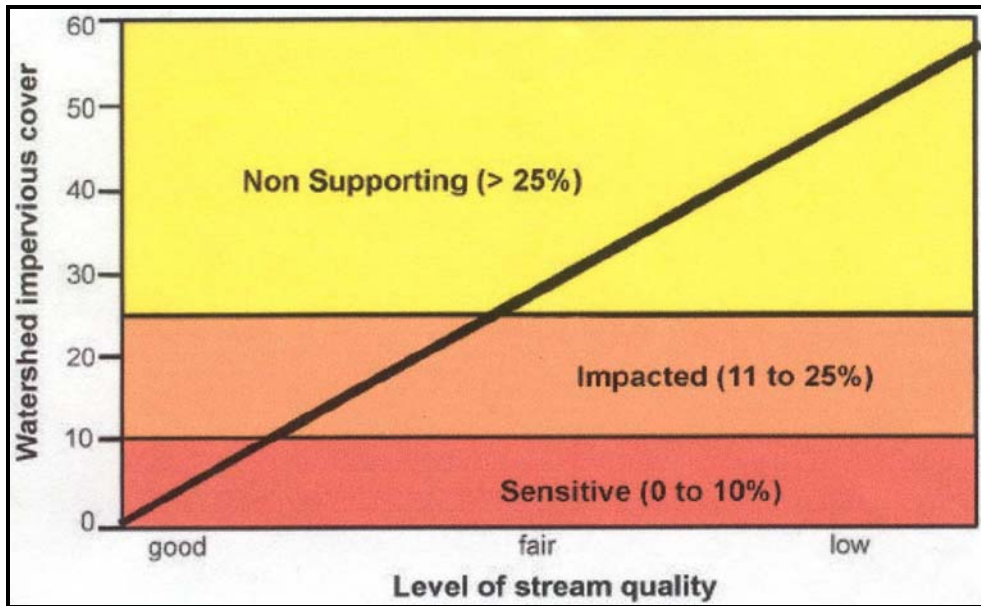 Watershed impervious cover
60
50
40
30
20
10
0
Non Supporting (> 25%)
Impacted (11 to 25%)
Sensitive (0 to 10%)
good fair low
Level of stream quality